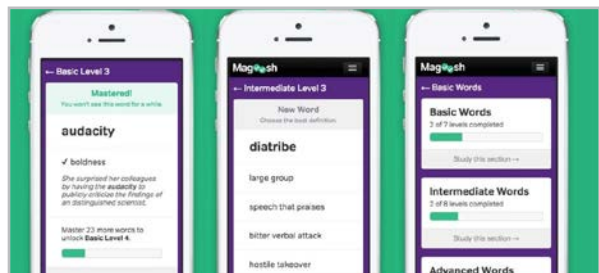 ← Basic Level 3
Mastered!
You won't see this word for a while.
audacity
✓ boldness
She surprised her colleagues
by having the audacity to
publicly criticize the findings of
an distinguished scientist.
Master 23 more words to
unlock Basic Level 4.
Magoosh
← Intermediate Level 3
New Word
Choose the best definition.
diatribe
large group
speech that praises
bitter verbal attack
hostile takeover
Magoosh
← Basic Words
Basic Words
2 of 7 levels completed
Study this section →
Intermediate Words
2 of 8 levels completed
Study this section →
Advanced Words